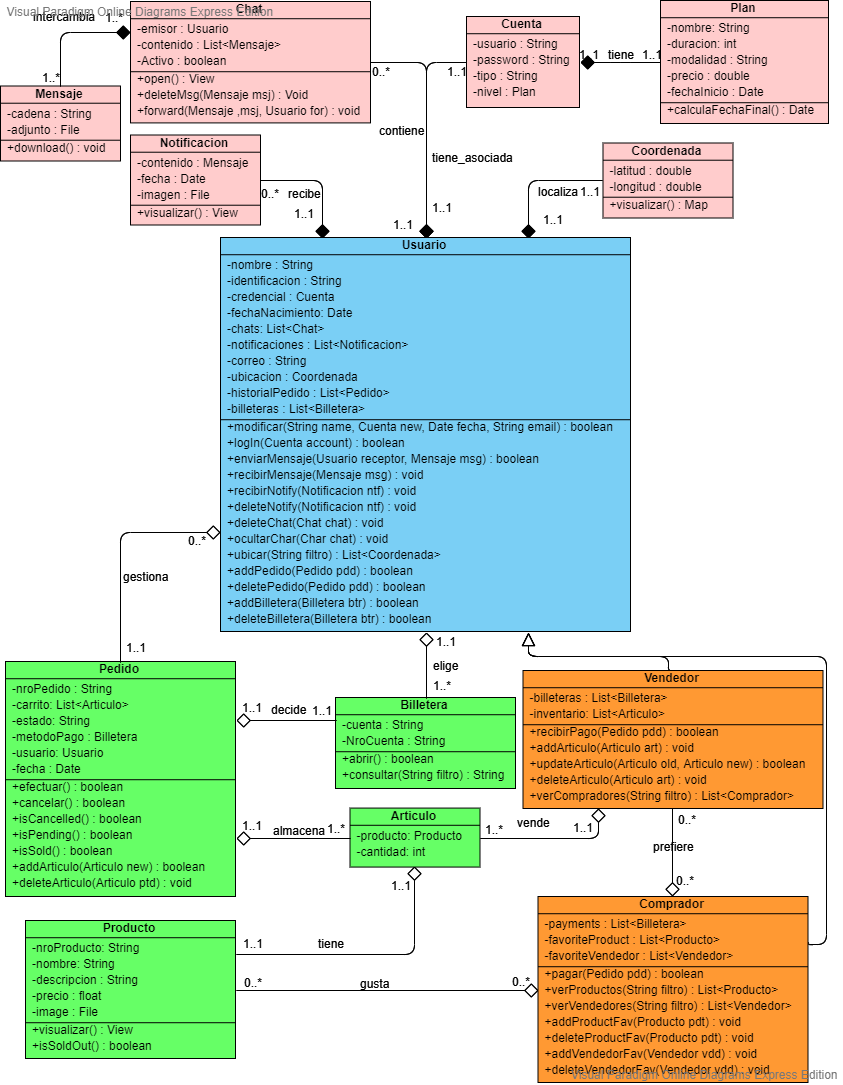 Visual Paradigm Online Diagrams Express Edition
Chat
-emisor : Usuario
-contenido : List<Mensaje>
-Activo : boolean
+open() : View
+deleteMsg(Mensaje msj) : Void
+forward(Mensaje ,msj, Usuario for) : void
intercambia
1..*
1..*
Mensaje
-cadena : String
-adjunto : File
+download() : void
Cuenta
-usuario : String
-password : String
-tipo : String
-nivel : Plan
1..1
tiene
1..1
Plan
-nombre: String
-duracion: int
-modalidad : String
-precio : double
-fechaInicio : Date
+calculaFechaFinal() : Date
0..*
1..1
contiene
tiene_asociada
1..1
1..1
Notificacion
-contenido : Mensaje
-fecha : Date
-imagen : File
+visualizar() : View
0..*
recibe
1..1
Coordenada
-latitud : double
-longitud : double
+visualizar() : Map
localiza
1..1
1..1
Usuario
-nombre : String
-identificacion : String
-credencial : Cuenta
-fechaNacimiento: Date
-chats: List<Chat>
-notificaciones : List<Notificacion>
-correo : String
-ubicacion : Coordenada
-historialPedido : List<Pedido>
-billeteras : List<Billetera>
+modificar(String name, Cuenta new, Date fecha, String email) : boolean
+logIn(Cuenta account) : boolean
+enviarMensaje(Usuario receptor, Mensaje msg) : boolean
+recibirMensaje(Mensaje msg) : void
+recibirNotify(Notificacion ntf) : void
+deleteNotify(Notificacion ntf) : void
+deleteChat(Chat chat) : void
+ocultarChar(Char chat) : void
+ubicar(String filtro) : List<Coordenada>
+addPedido(Pedido pdd) : boolean
+deletePedido(Pedido pdd) : boolean
+addBilletera(Billetera btr) : boolean
+deleteBilletera(Billetera btr) : boolean
0..*
gestiona
1..1
1..1
elige
1..*
Pedido
-nroPedido : String
-carrito: List<Articulo>
-estado: String
-metodoPago : Billetera
-usuario: Usuario
-fecha : Date
+efectuar() : boolean
+cancelar() : boolean
+isCancelled() : boolean
+isPending() : boolean
+isSold() : boolean
+addArticulo(Articulo new) : boolean
+deleteArticulo(Articulo ptd) : void
1..1
decide
1..1
Billetera
-cuenta : String
-NroCuenta : String
+abrir() : boolean
+consultar(String filtro) : String
Vendedor
-billeteras : List<Billetera>
-inventario: List<Articulo>
+recibirPago(Pedido pdd) : boolean
+addArticulo(Articulo art) : void
+updateArticulo(Articulo old, Articulo new) : boolean
+deleteArticulo(Articulo art) : void
+verCompradores(String filtro) : List<Comprador>
1..1
almacena
1..*
Articulo
-producto: Producto
-cantidad: int
1..*
vende
1..1
0..*
prefiere
0..*
1..1
Producto
-nroProducto: String
-nombre: String
-descripcion : String
-precio : float
-image : File
+visualizar() : View
+isSoldOut() : boolean
1..1
tiene
0..*
gusta
0..*
Comprador
-payments : List<Billetera>
-favoriteProduct : List<Producto>
-favoriteVendedor : List<Vendedor>
+pagar(Pedido pdd) : boolean
+verProductos(String filtro) : List<Producto>
+verVendedores(String filtro) : List<Vendedor>
+addProductFav(Producto pdt) : void
+deleteProductFav(Producto pdt) : void
+addVendedorFav(Vendedor vdd) : void
+deleteVendedorFav(Vendedor vdd) : void
Visual Paradigm Online Diagrams Express Edition